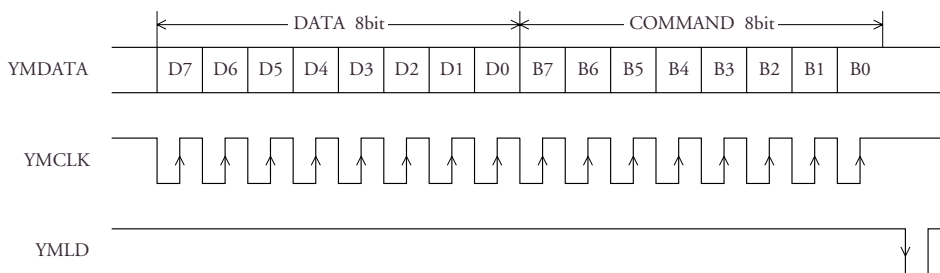 DATA 8bit COMMAND 8bit
YMDATA D7 D6 D5 D4 D3 D2 D1 D0 B7 B6 B5 B4 B3 B2 B1 B0
YMCLK
YMLD